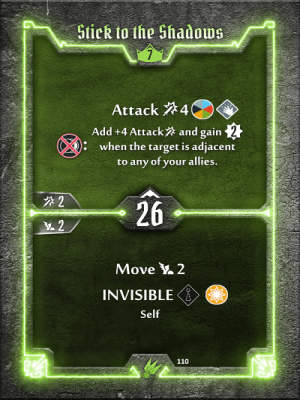 Stick to the Shadows
7
Attack 4
Add +4 Attack and gain 2
: when the target is adjacent
to any of your allies.
2
26
2
Move 2
INVISIBLE
Self
110